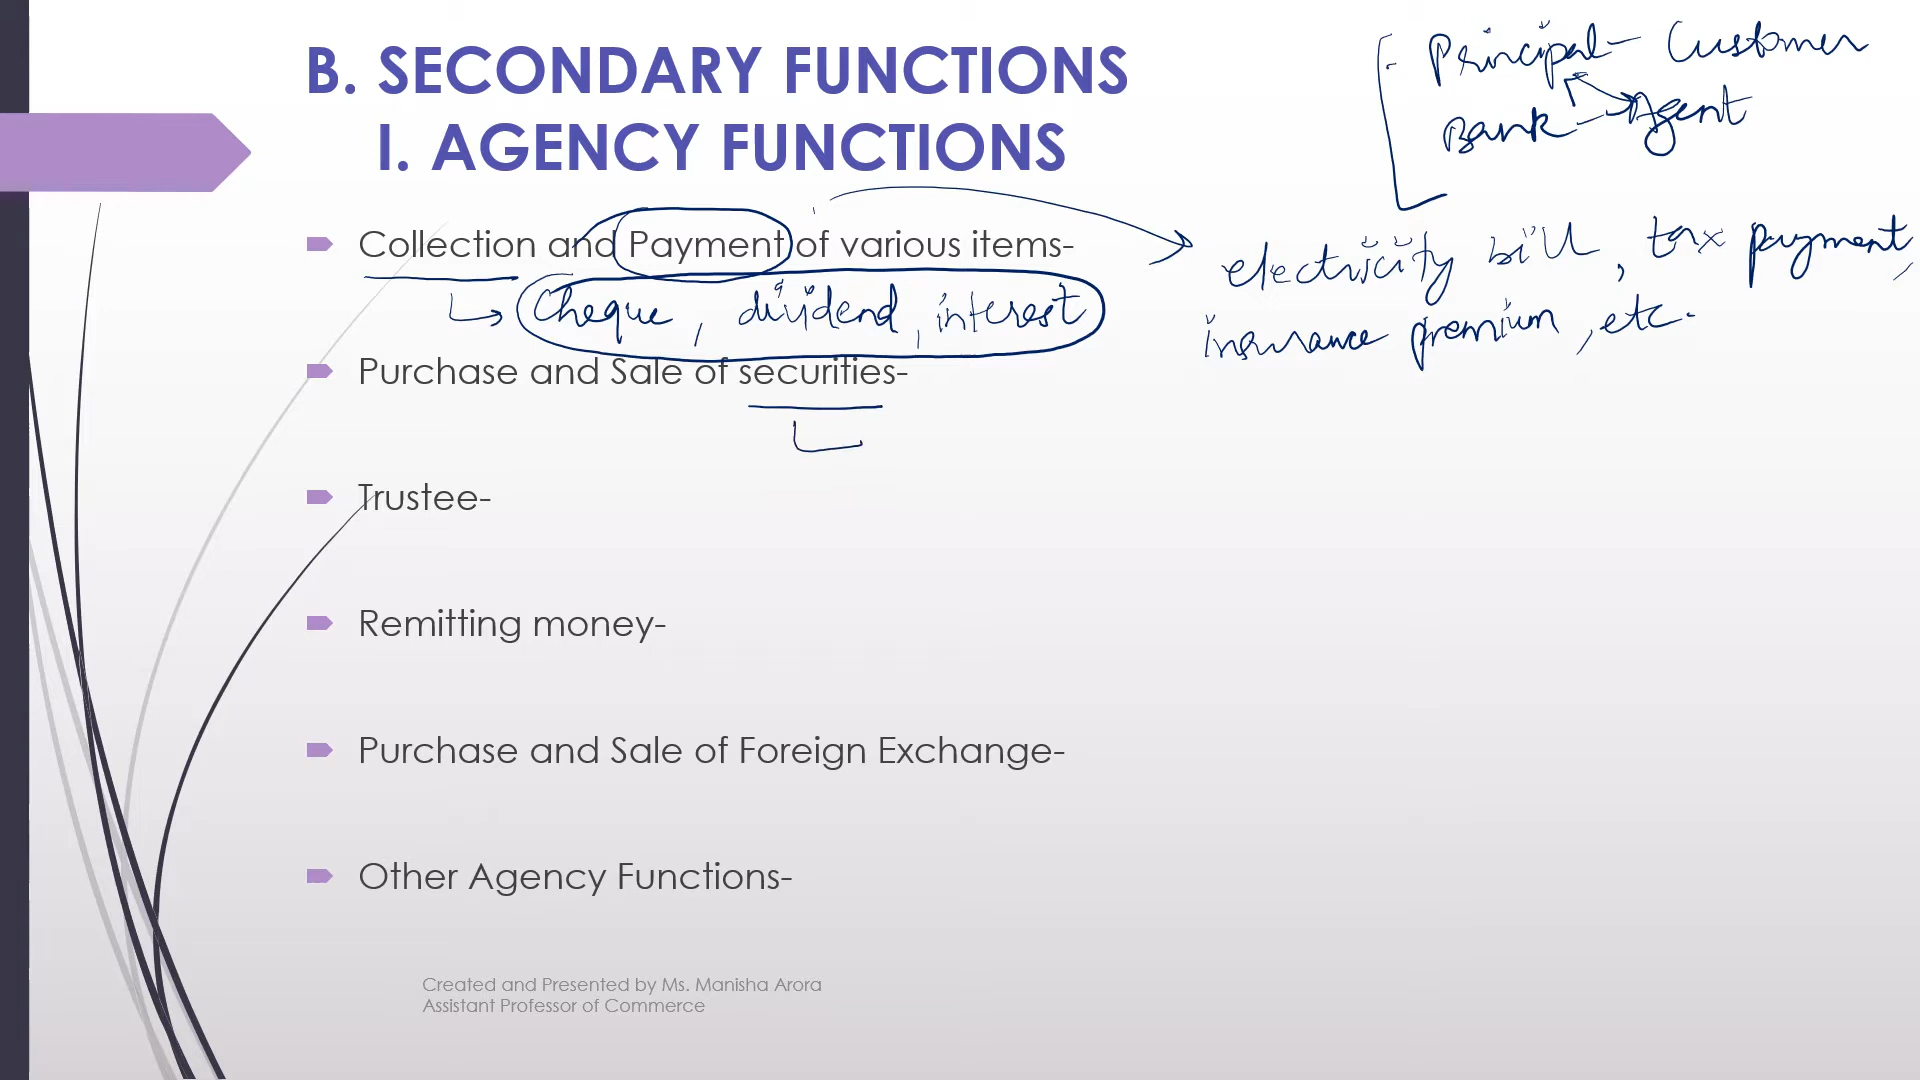 B. SECONDARY FUNCTIONS
I. AGENCY FUNCTIONS
Principal - Customer
Bank - Agent
Collection and Payment of various items-
electricity bill, tax payment,
insurance premium, etc.
Cheque, dividend, interest
Purchase and Sale of securities-
Trustee-
Remitting money-
Purchase and Sale of Foreign Exchange-
Other Agency Functions-
Created and Presented by Ms. Manisha Arora
Assistant Professor of Commerce